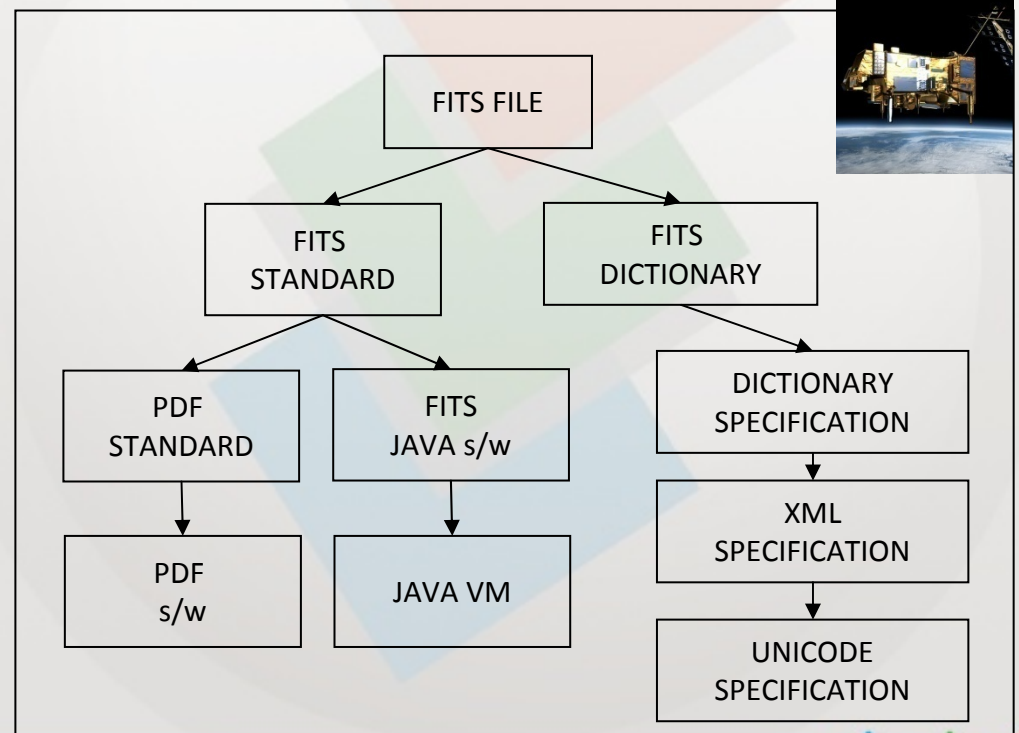 FITS FILE
FITS
STANDARD
FITS
DICTIONARY
PDF
STANDARD
FITS
JAVA s/w
DICTIONARY
SPECIFICATION
XML
SPECIFICATION
PDF
s/w
JAVA VM
UNICODE
SPECIFICATION